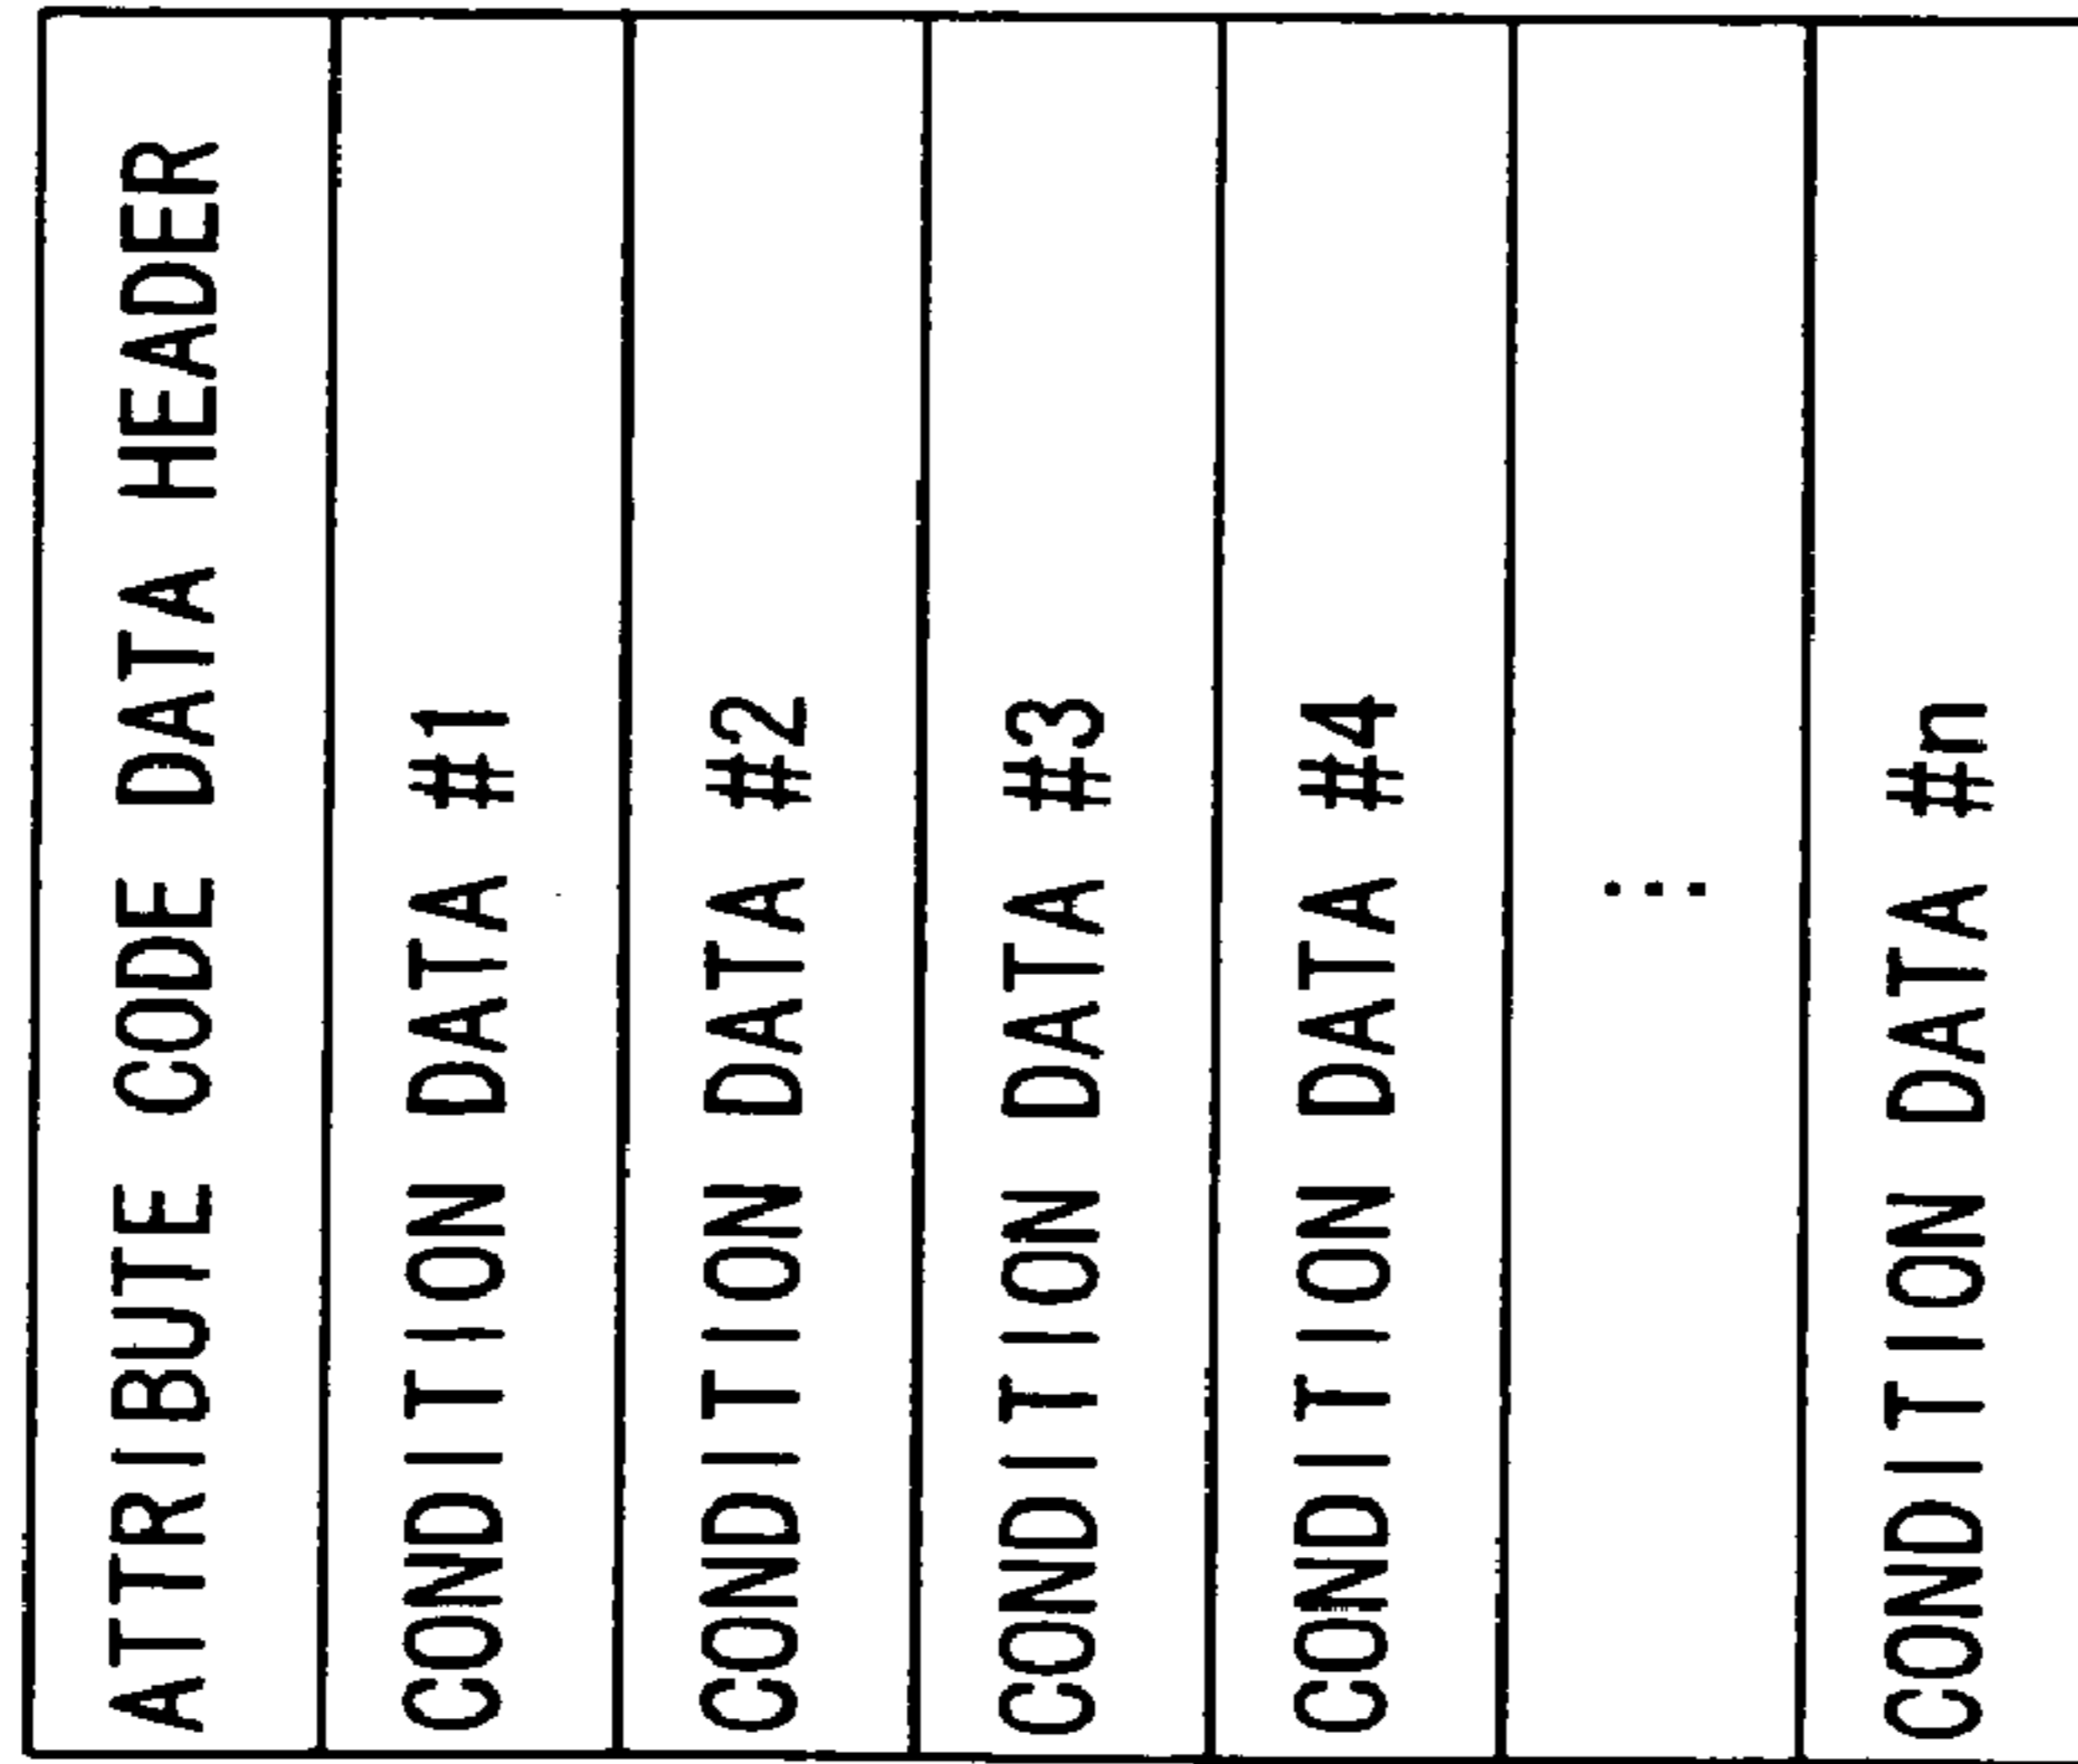 ATTRIBUTE CODE DATA HEADER
CONDITION DATA #1
CONDITION DATA #2
CONDITION DATA #3
CONDITION DATA #4
...
CONDITION DATA #n